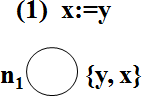 (1) x:=y
n₁ {y, x}